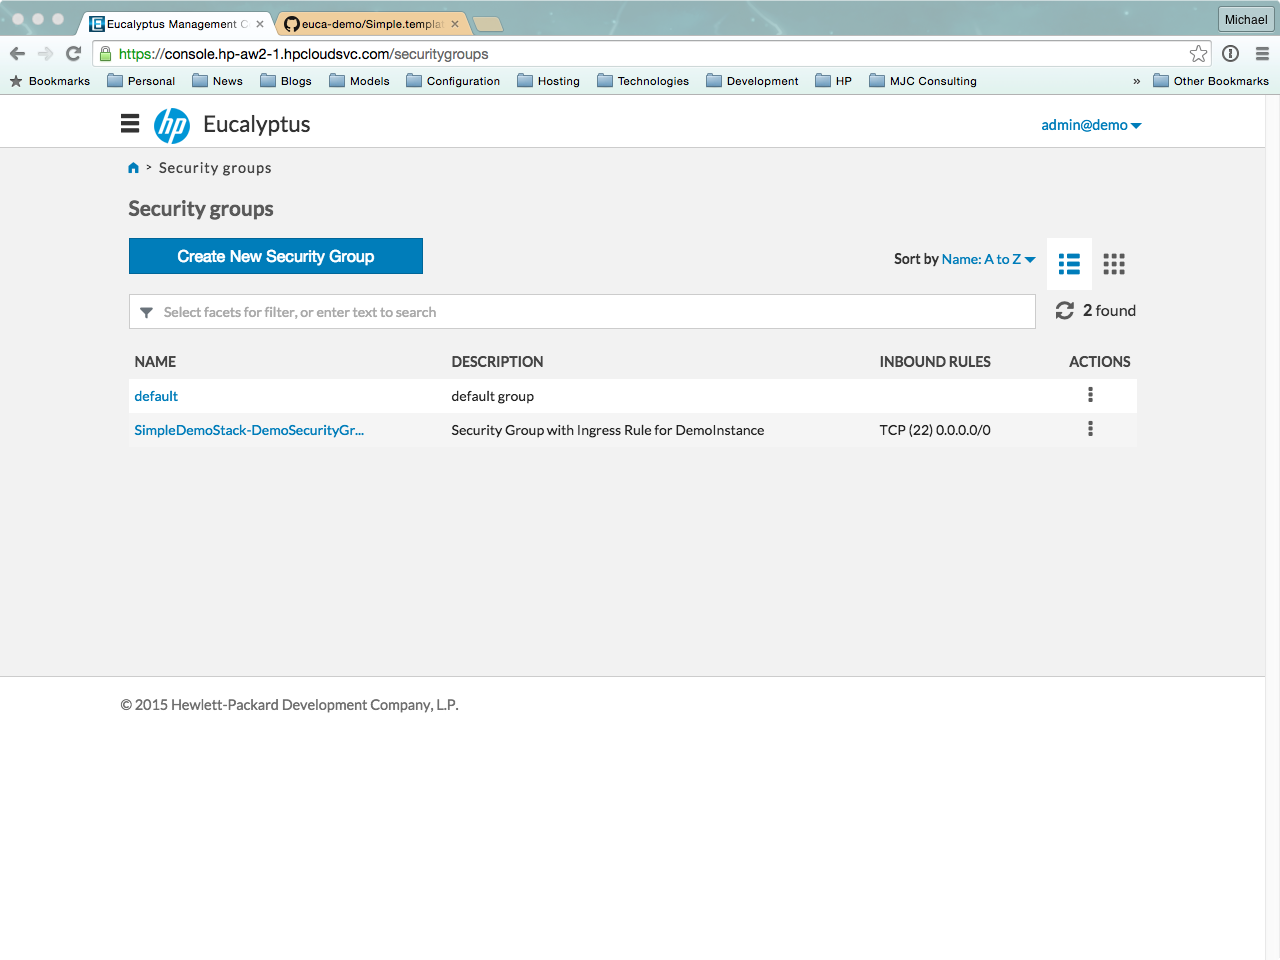 Eucalyptus Management C
euca-demo/Simple.templat
Michael
https://console.hp-aw2-1.hpcloudsvc.com/securitygroups
Bookmarks Personal News Blogs Models Configuration Hosting Technologies Development HP MJC Consulting » Other Bookmarks
hp Eucalyptus
admin@demo
> Security groups
Security groups
Create New Security Group
Sort by Name: A to Z
Select facets for filter, or enter text to search
2 found
NAME DESCRIPTION INBOUND RULES ACTIONS
default default group
SimpleDemoStack-DemoSecurityGr... Security Group with Ingress Rule for DemoInstance TCP (22) 0.0.0.0/0
© 2015 Hewlett-Packard Development Company, L.P.